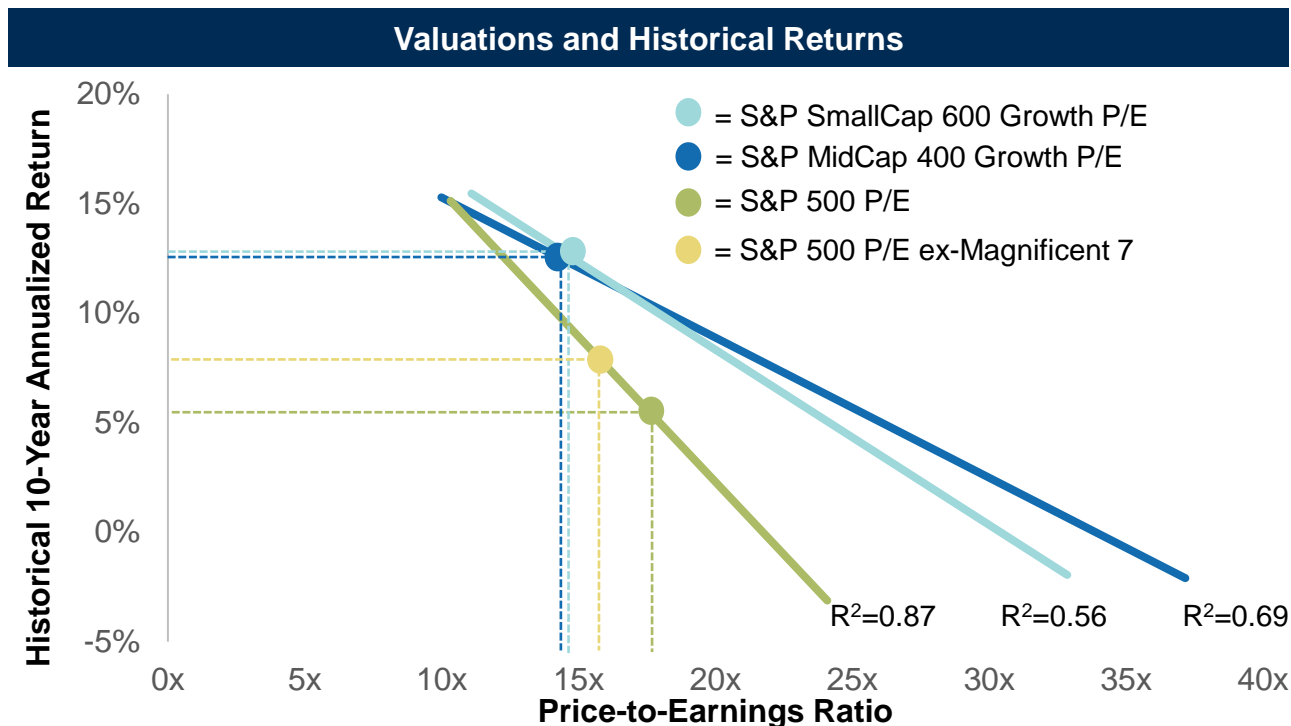 Valuations and Historical Returns
Historical 10-Year Annualized Return
20%
15%
10%
5%
0%
-5%
= S&P SmallCap 600 Growth P/E
= S&P MidCap 400 Growth P/E
= S&P 500 P/E
= S&P 500 P/E ex-Magnificent 7
R²=0.87 R²=0.56 R²=0.69
0x 5x 10x 15x 20x 25x 30x 35x 40x
Price-to-Earnings Ratio